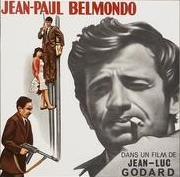 JEAN-PAUL BELMONDO
DANS UN FILM DE
JEAN-LUC
GODARD